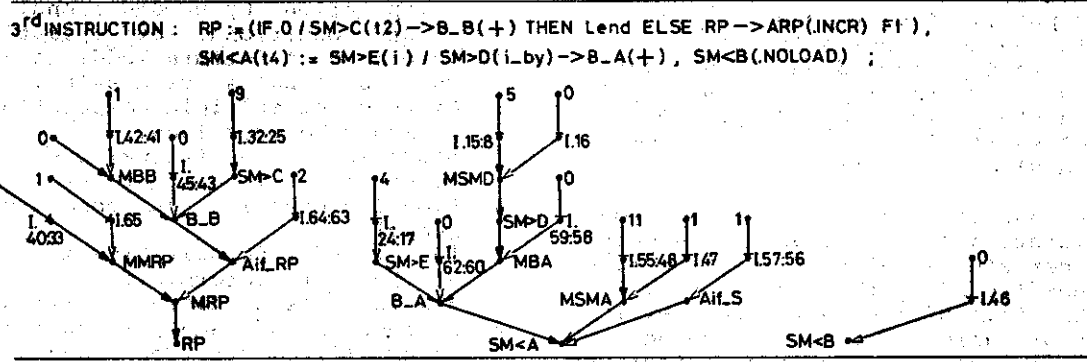 3rd INSTRUCTION : RP := (IF 0 / SM>C(t2)->B_B(+) THEN Lend ELSE RP->ARP(.INCR) FI ),
SM<A(t4) := SM>E(i) / SM>D(i_by)->B_A(+) , SM<B(.NOLOAD) ;
1 9 5 0
0 I.42:41 0 I.32:25 I.15:8 I.16
1 MBB I.45:43 SM>C 2 4 MSMD 0
I.40:33 I.65 B_B I.64:63 I.24:17 0 SM>D I.59:58 11 1 1
MMRP Aif_RP SM>E I.62:60 MBA I.55:48 I.47 I.57:56 0
MRP B_A MSMA Aif_S I.46
RP SM<A SM<B